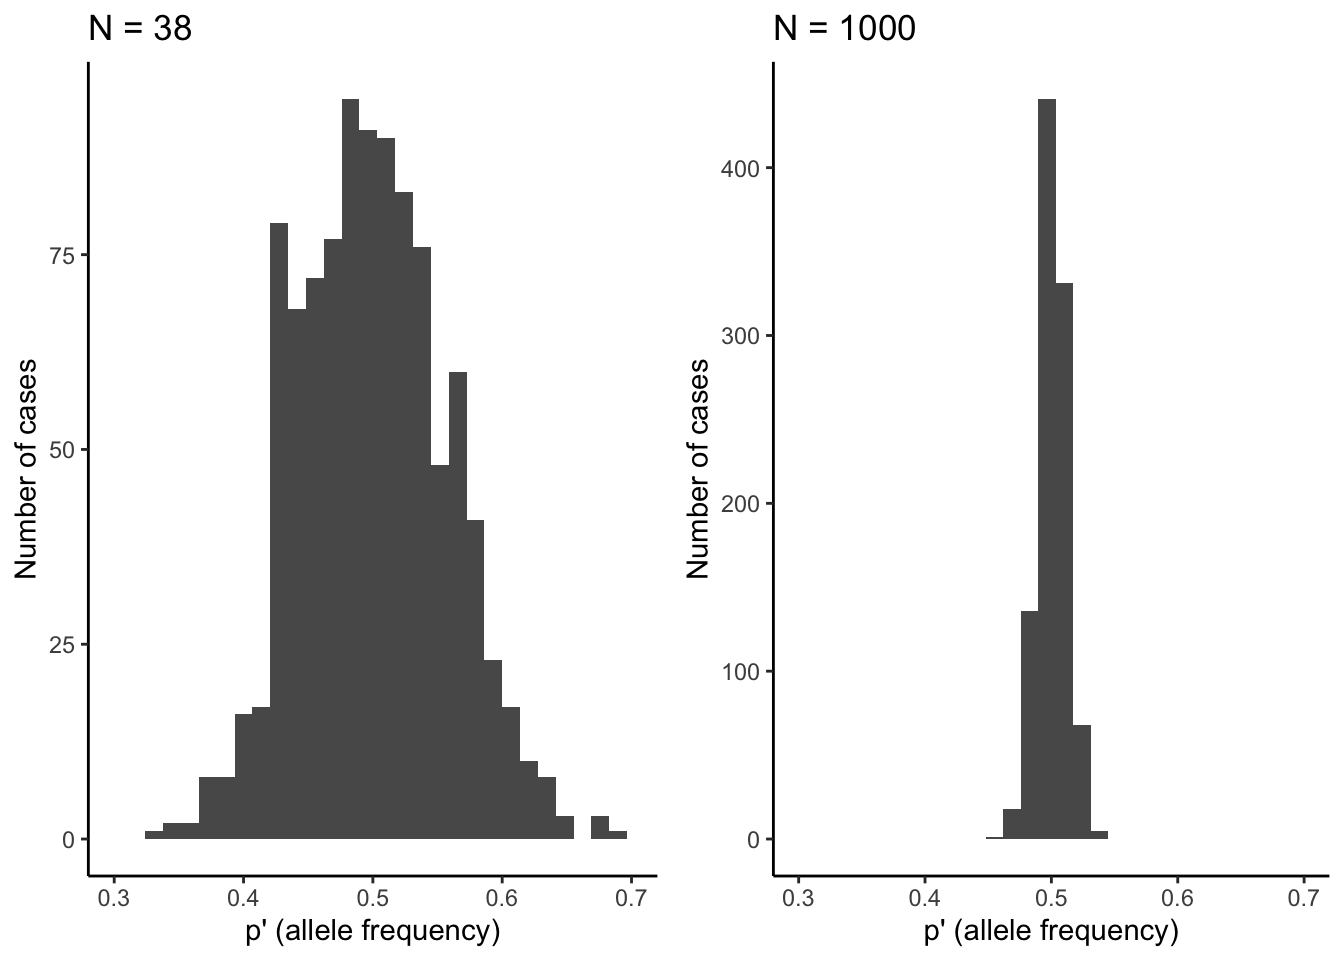 N = 38
Number of cases
75
50
25
0
0.3 0.4 0.5 0.6 0.7
p' (allele frequency)
N = 1000
Number of cases
400
300
200
100
0
0.3 0.4 0.5 0.6 0.7
p' (allele frequency)